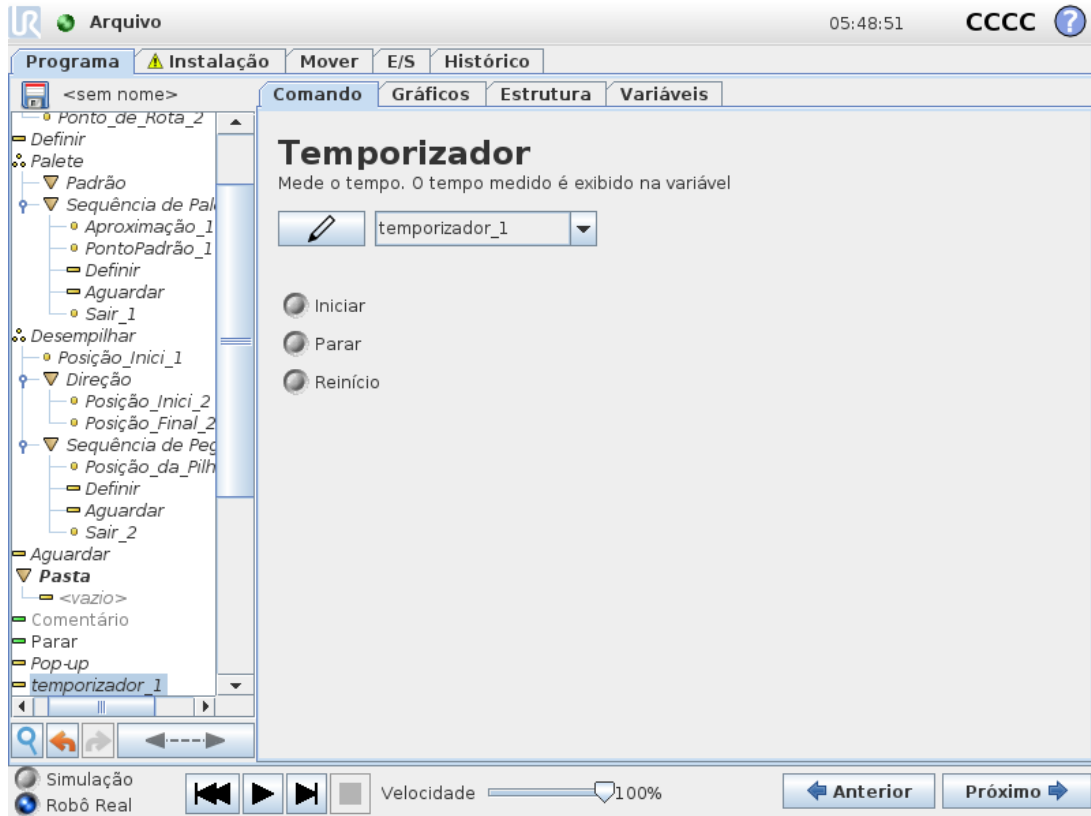 Arquivo
05:48:51
CCCC
?
Programa
Instalação
Mover
E/S
Histórico
<sem nome>
Comando
Gráficos
Estrutura
Variáveis
Ponto_de_Rota_2
Definir
Palete
Padrão
Sequência de Pal
Aproximação_1
PontoPadrão_1
Definir
Aguardar
Sair_1
Desempilhar
Posição_Inici_1
Direção
Posição_Inici_2
Posição_Final_2
Sequência de Peg
Posição_da_Pilh
Definir
Aguardar
Sair_2
Aguardar
Pasta
<vazio>
Comentário
Parar
Pop-up
temporizador_1
Temporizador
Mede o tempo. O tempo medido é exibido na variável
temporizador_1
Iniciar
Parar
Reinício
Simulação
Robô Real
Velocidade
100%
Anterior
Próximo